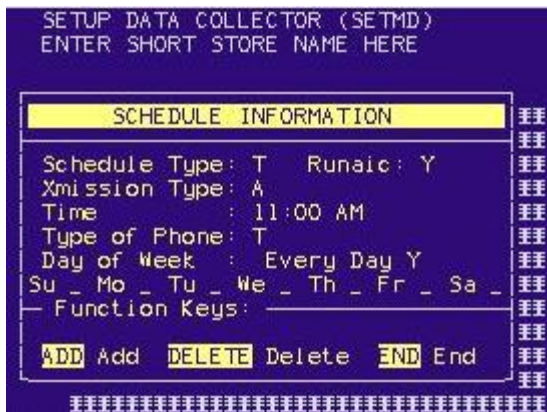 SETUP DATA COLLECTOR (SETMD)
ENTER SHORT STORE NAME HERE
SCHEDULE INFORMATION
Schedule Type: T Runaic: Y
Xmission Type: A
Time : 11:00 AM
Type of Phone: T
Day of Week : Every Day Y
Su _ Mo _ Tu _ We _ Th _ Fr _ Sa _
Function Keys:
ADD Add DELETE Delete END End